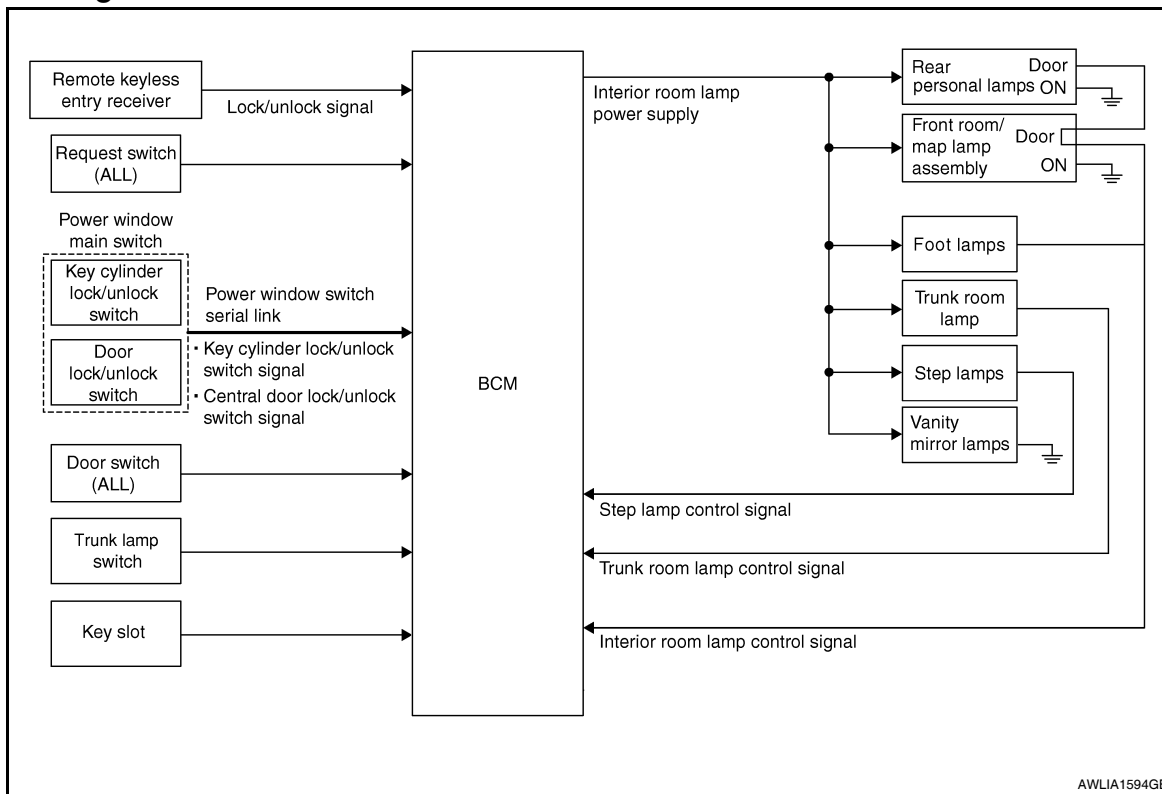 Remote keyless
entry receiver
Lock/unlock signal
Request switch
(ALL)
Power window
main switch
Key cylinder
lock/unlock
switch
Door
lock/unlock
switch
Power window switch
serial link
· Key cylinder lock/unlock
switch signal
· Central door lock/unlock
switch signal
Door switch
(ALL)
Trunk lamp
switch
Key slot
BCM
Interior room lamp
power supply
Rear
personal lamps
Door
ON
Front room/
map lamp
assembly
Door
ON
Foot lamps
Trunk room
lamp
Step lamps
Vanity
mirror lamps
Step lamp control signal
Trunk room lamp control signal
Interior room lamp control signal